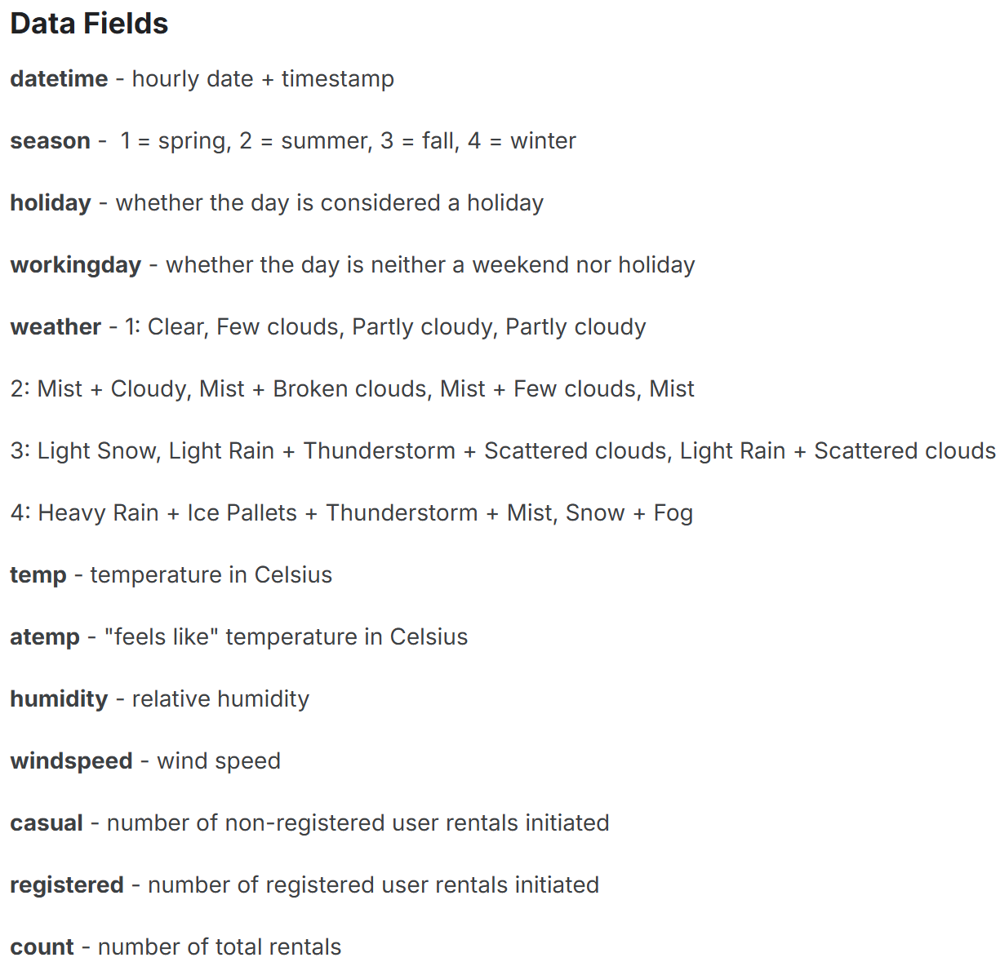 Data Fields
datetime - hourly date + timestamp
season -  1 = spring, 2 = summer, 3 = fall, 4 = winter
holiday - whether the day is considered a holiday
workingday - whether the day is neither a weekend nor holiday
weather - 1: Clear, Few clouds, Partly cloudy, Partly cloudy
2: Mist + Cloudy, Mist + Broken clouds, Mist + Few clouds, Mist
3: Light Snow, Light Rain + Thunderstorm + Scattered clouds, Light Rain + Scattered clouds
4: Heavy Rain + Ice Pallets + Thunderstorm + Mist, Snow + Fog
temp - temperature in Celsius
atemp - "feels like" temperature in Celsius
humidity - relative humidity
windspeed - wind speed
casual - number of non-registered user rentals initiated
registered - number of registered user rentals initiated
count - number of total rentals